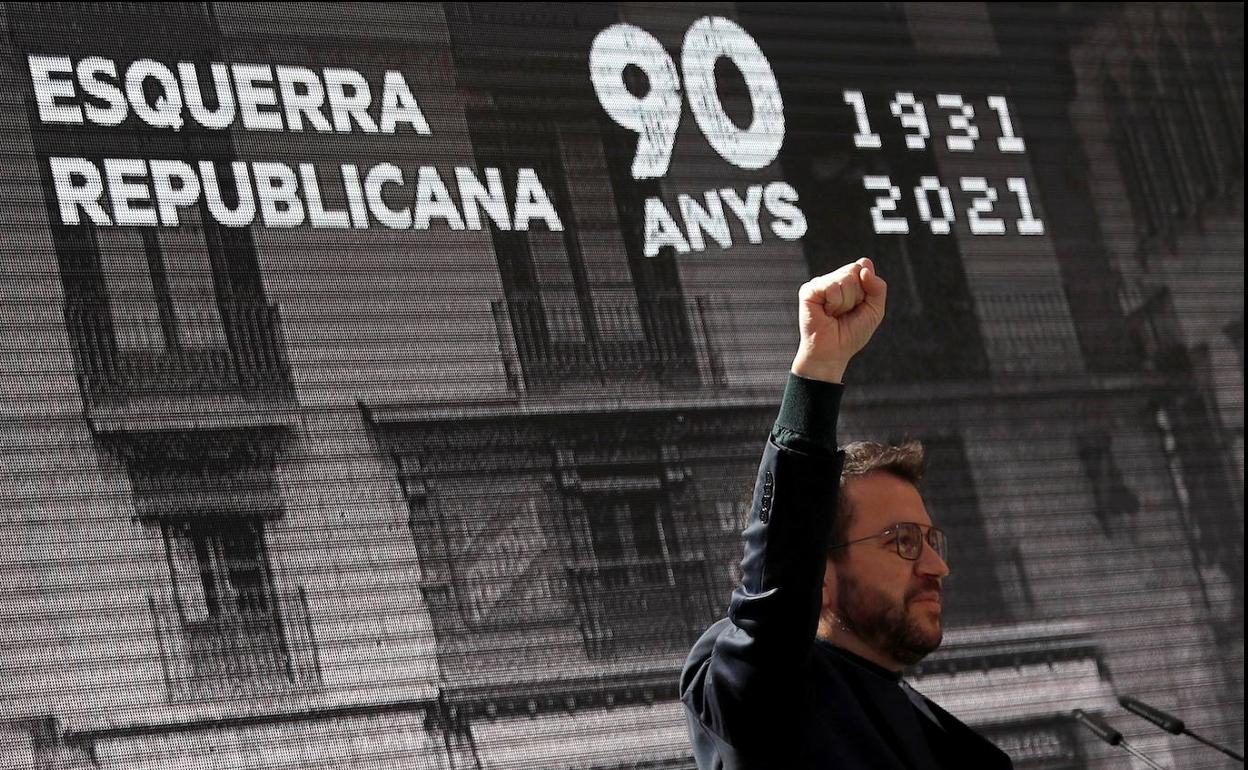 ESQUERRA
REPUBLICANA
90
ANYS
1931
2021